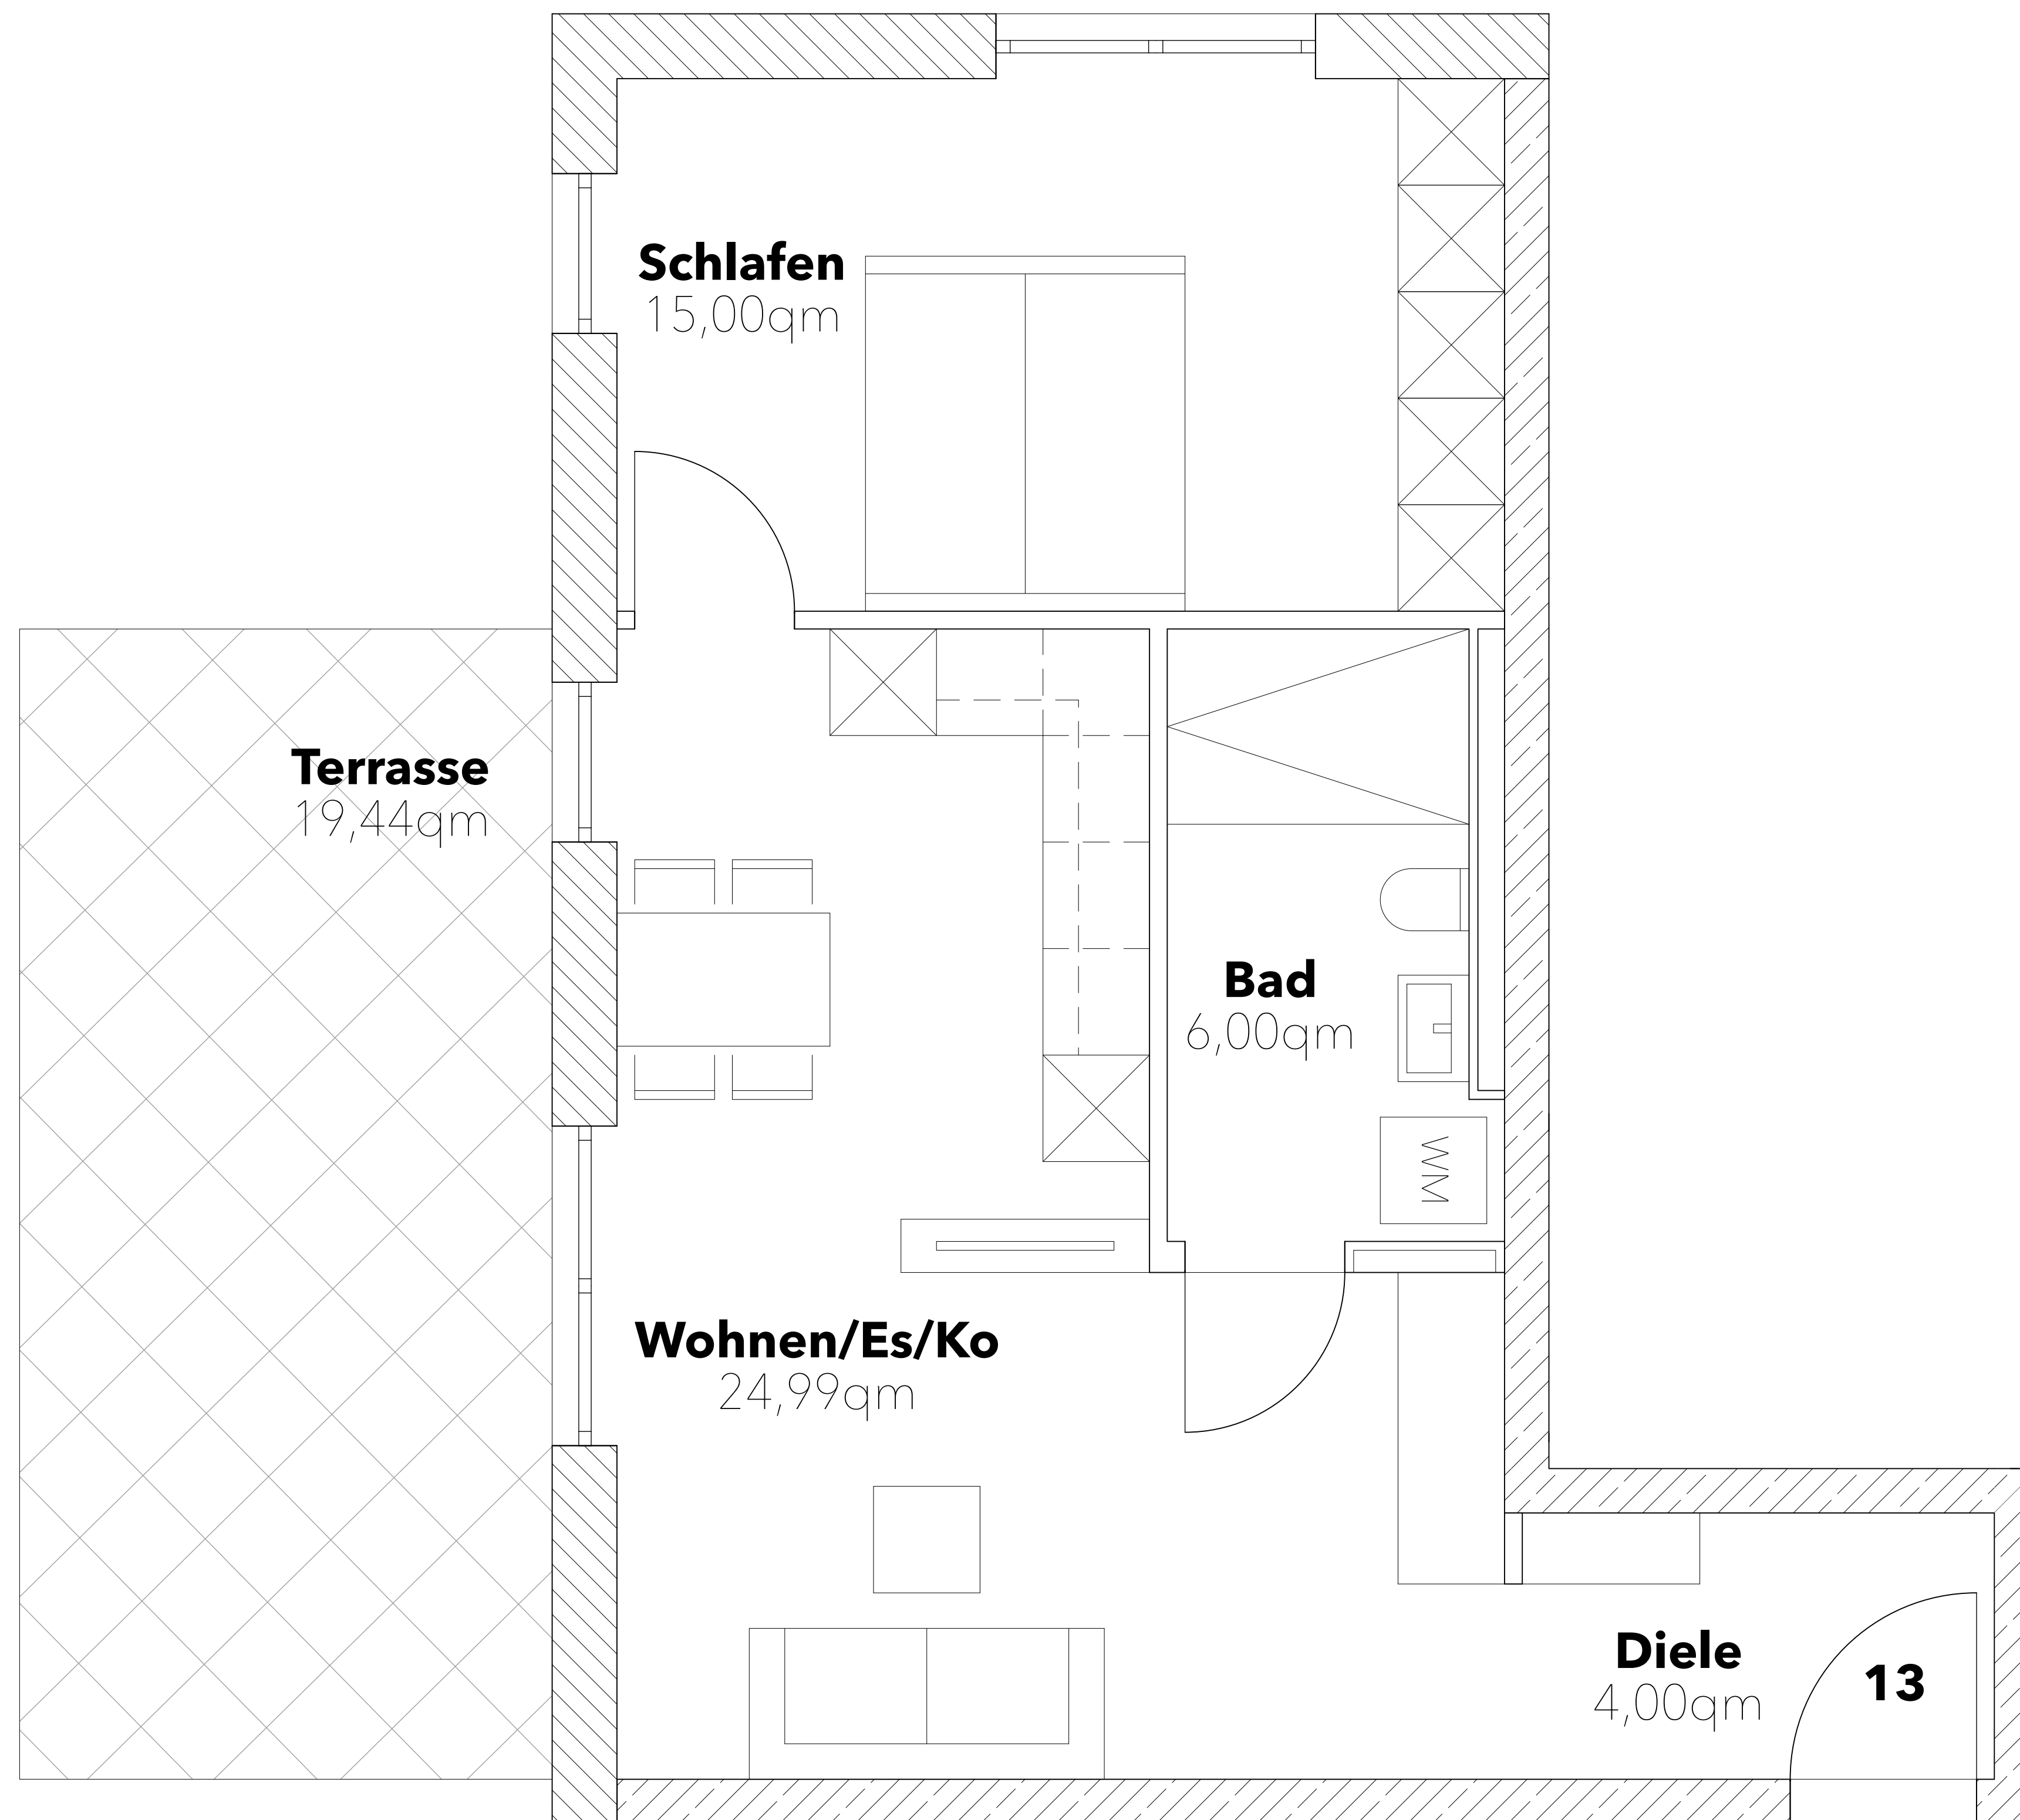 Schlafen
15,00qm
Terrasse
19,44qm
Bad
6,00qm
WM
Wohnen/Es/Ko
24,99qm
Diele
4,00qm
13